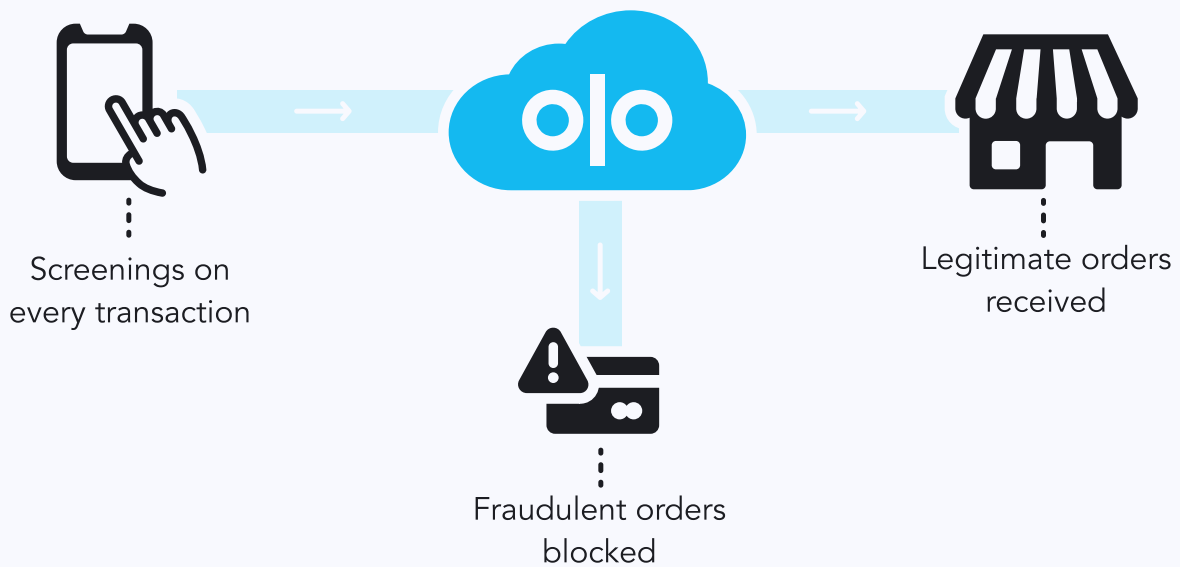 olo
Screenings on
every transaction
Legitimate orders
received
Fraudulent orders
blocked